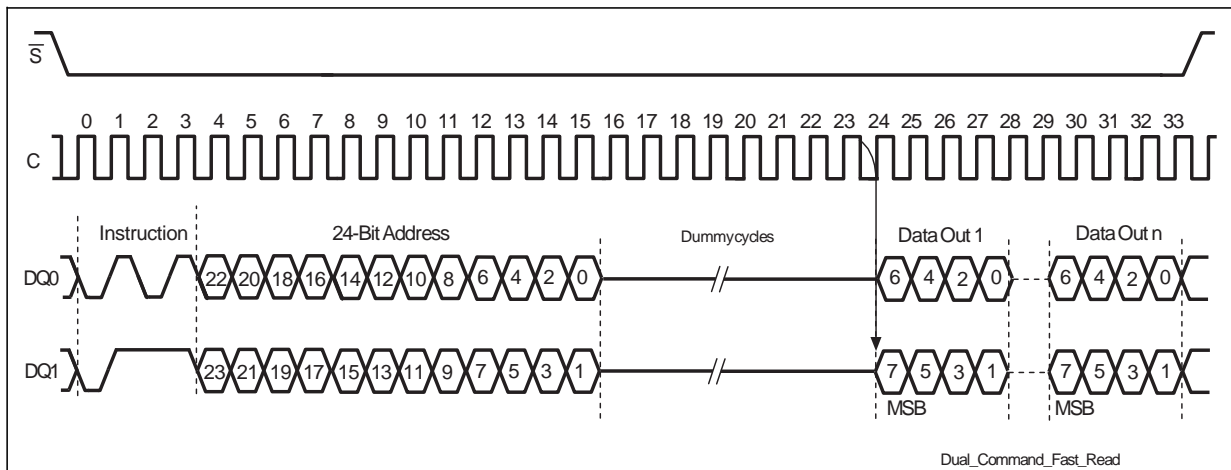 S
0 1 2 3 4 5 6 7 8 9 10 11 12 13 14 15 16 17 18 19 20 21 22 23 24 25 26 27 28 29 30 31 32 33
C
Instruction 24-Bit Address Dummycycles Data Out 1 Data Out n
DQ0 22 20 18 16 14 12 10 8 6 4 2 0 6 4 2 0 6 4 2 0
DQ1 23 21 19 17 15 13 11 9 7 5 3 1 7 5 3 1 7 5 3 1
MSB MSB
Dual_Command_Fast_Read